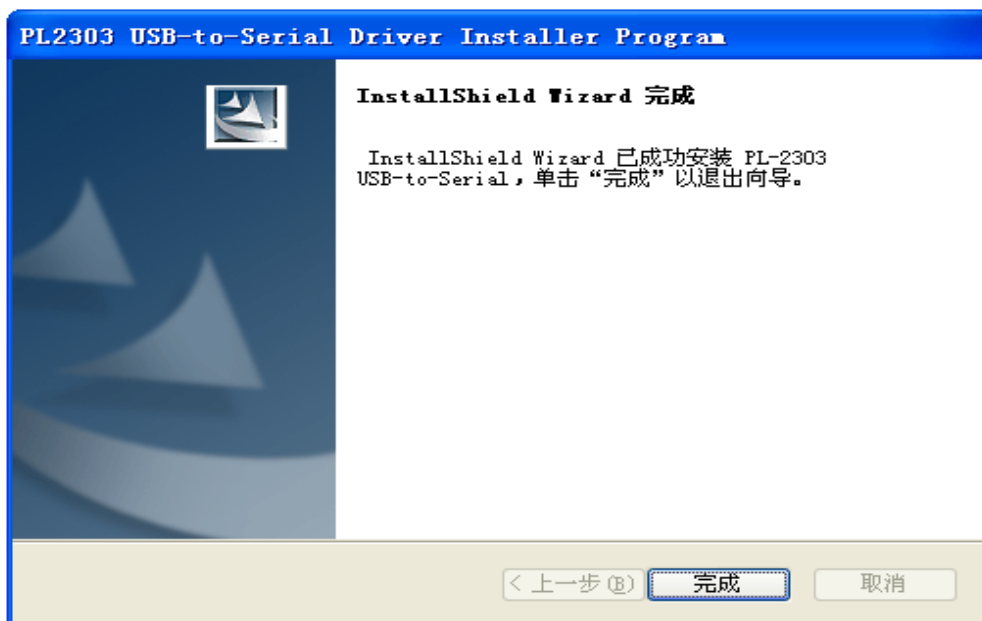 PL2303 USB-to-Serial Driver Installer Program
InstallShield Wizard 完成
InstallShield Wizard 已成功安装 PL-2303
USB-to-Serial，单击“完成”以退出向导。
< 上一步(B) 完成 取消